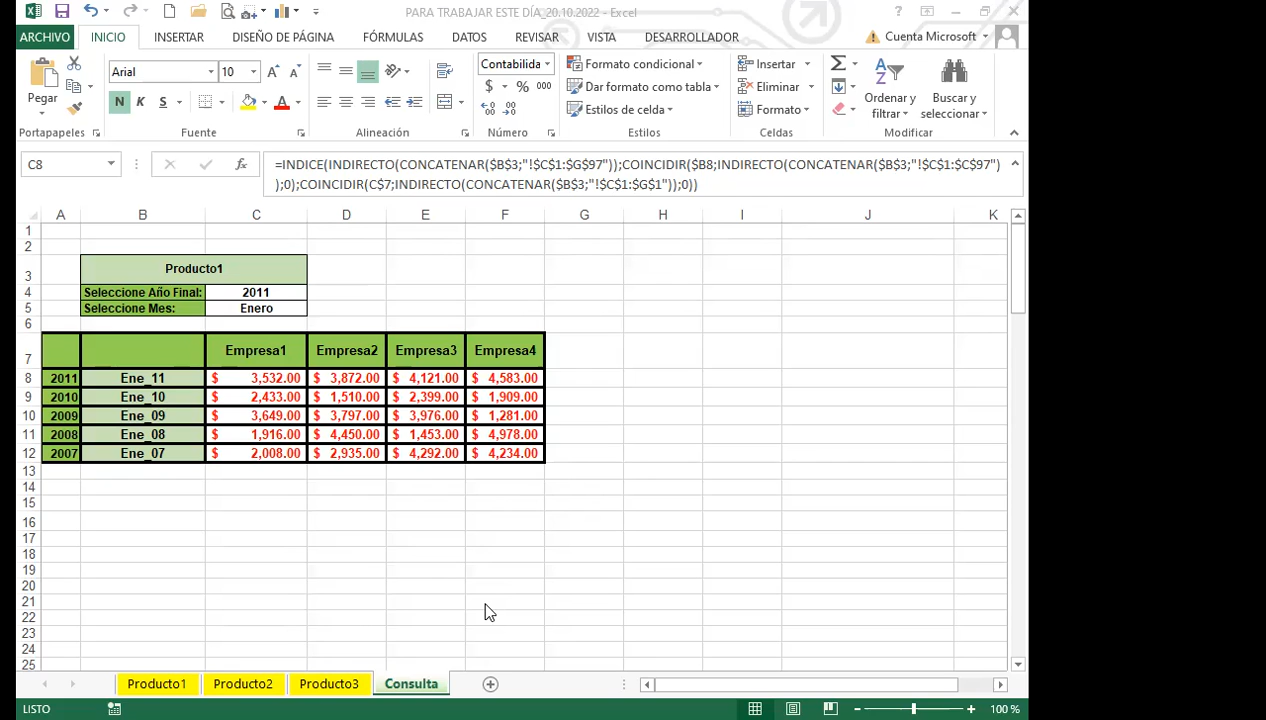 PARA TRABAJAR ESTE DÍA_20.10.2022 - Excel
ARCHIVO INICIO INSERTAR DISEÑO DE PÁGINA FÓRMULAS DATOS REVISAR VISTA DESARROLLADOR Cuenta Microsoft
Pegar
Arial 10
N K S
Contabilida
$ % 000
Formato condicional
Dar formato como tabla
Estilos de celda
Insertar
Eliminar
Formato
Ordenar y filtrar
Buscar y seleccionar
Portapapeles Fuente Alineación Número Estilos Celdas Modificar
C8 fx =INDICE(INDIRECTO(CONCATENAR($B$3;"!$C$1:$G$97"));COINCIDIR($B8;INDIRECTO(CONCATENAR($B$3;"!$C$1:$C$97")
);0);COINCIDIR(C$7;INDIRECTO(CONCATENAR($B$3;"!$C$1:$G$1"));0))
A B C D E F G H I J K
1
2
3 Producto1
4 Seleccione Año Final: 2011
5 Seleccione Mes: Enero
6
7 Empresa1 Empresa2 Empresa3 Empresa4
8 2011 Ene_11 $ 3,532.00 $ 3,872.00 $ 4,121.00 $ 4,583.00
9 2010 Ene_10 $ 2,433.00 $ 1,510.00 $ 2,399.00 $ 1,909.00
10 2009 Ene_09 $ 3,649.00 $ 3,797.00 $ 3,976.00 $ 1,281.00
11 2008 Ene_08 $ 1,916.00 $ 4,450.00 $ 1,453.00 $ 4,978.00
12 2007 Ene_07 $ 2,008.00 $ 2,935.00 $ 4,292.00 $ 4,234.00
13
14
15
16
17
18
19
20
21
22
23
24
25
Producto1 Producto2 Producto3 Consulta
LISTO 100 %